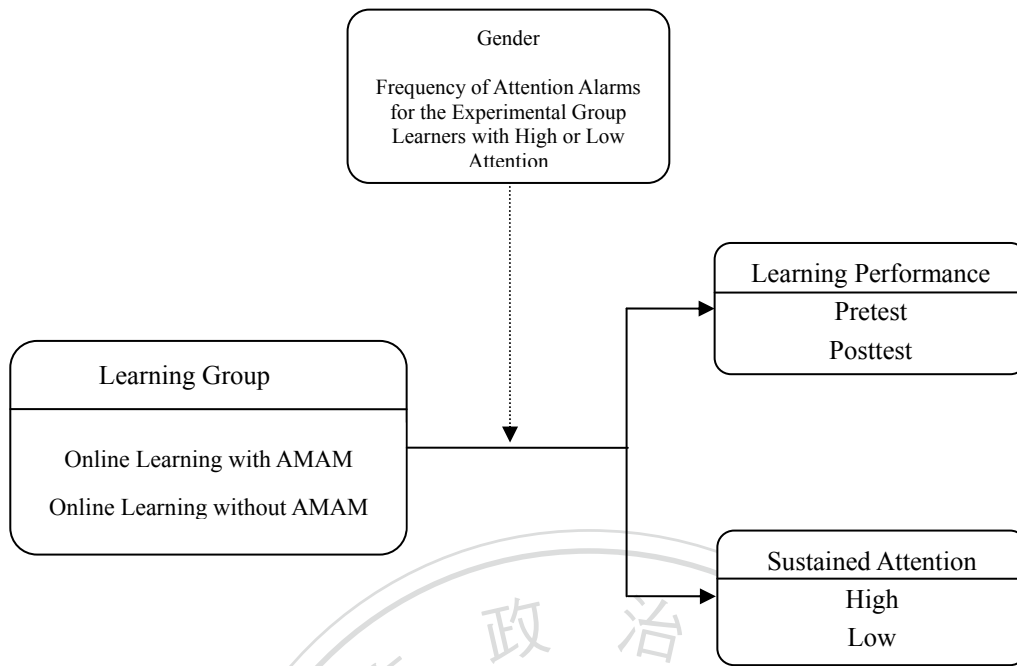 Gender
Frequency of Attention Alarms
for the Experimental Group
Learners with High or Low
Attention
Learning Performance
Pretest
Posttest
Learning Group
Online Learning with AMAM
Online Learning without AMAM
Sustained Attention
High
Low
政 治